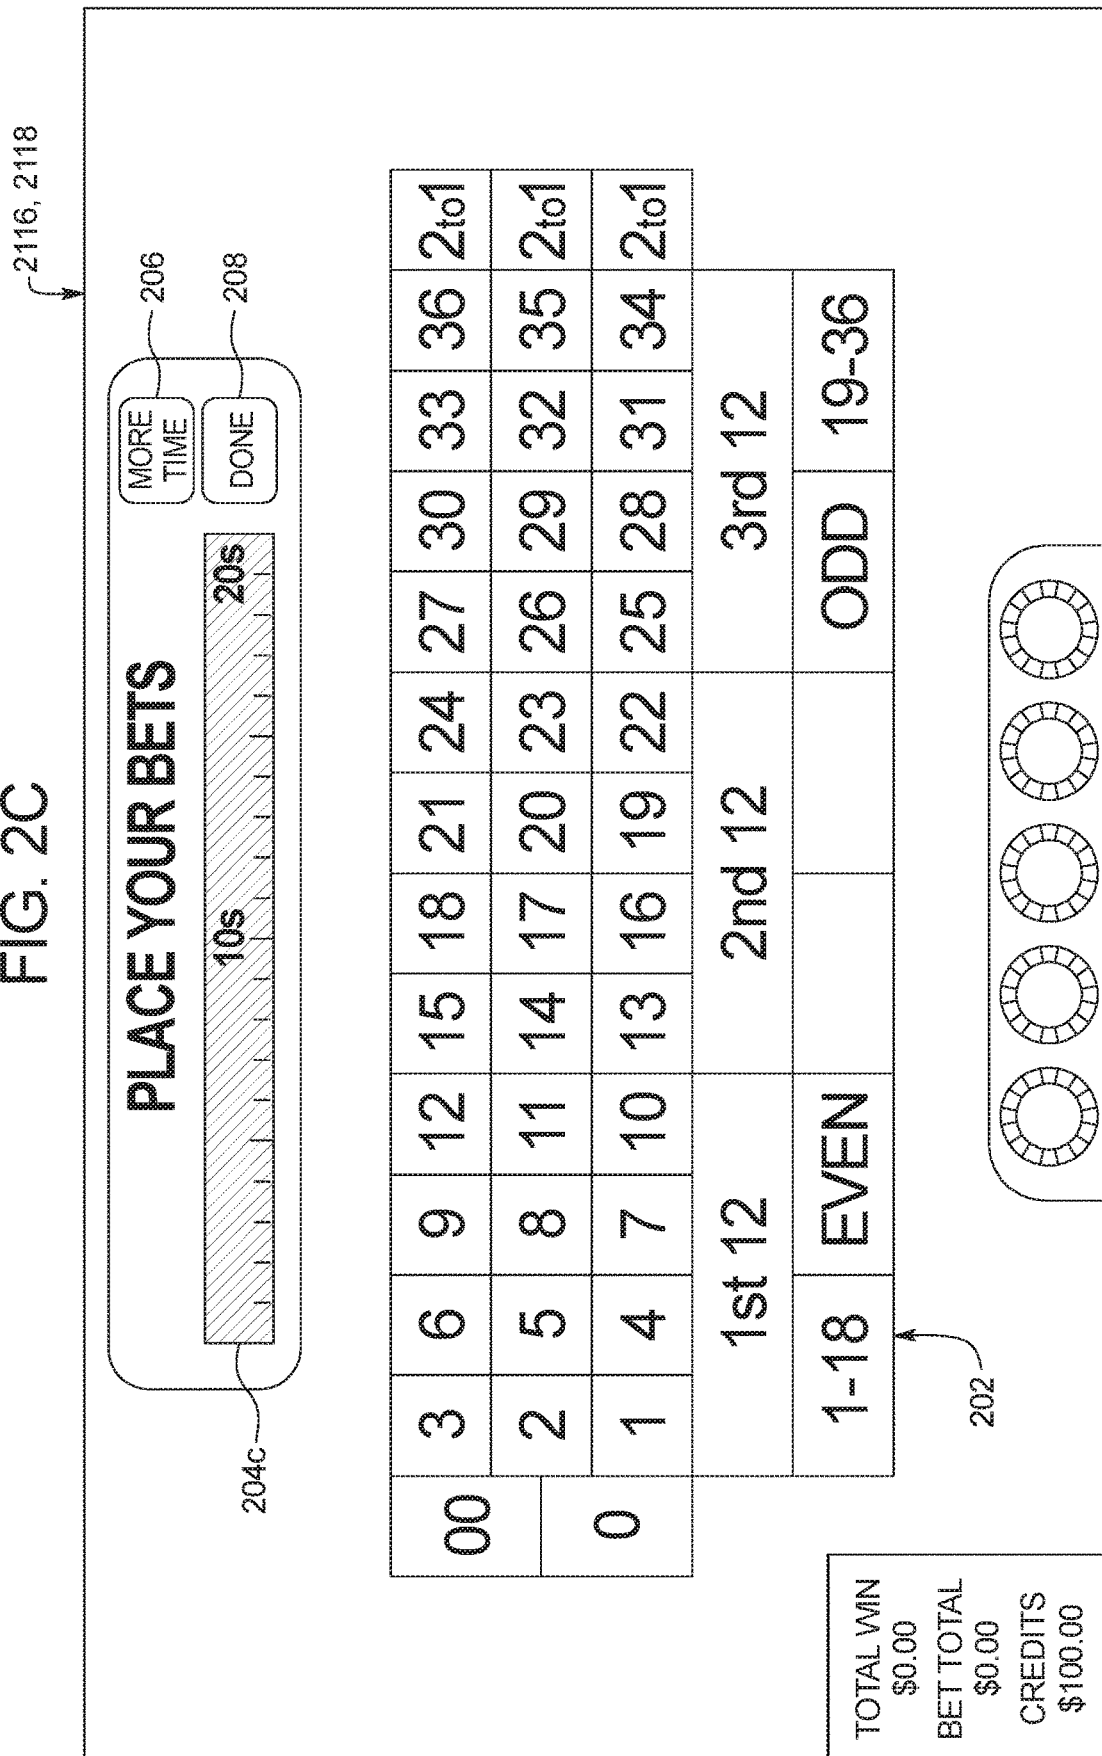 FIG. 2C
2116, 2118
PLACE YOUR BETS
MORE
TIME
206
10s 20s
DONE
208
204c
00 3 6 9 12 15 18 21 24 27 30 33 36 2to1
2 5 8 11 14 17 20 23 26 29 32 35 2to1
0 1 4 7 10 13 16 19 22 25 28 31 34 2to1
1st 12 2nd 12 3rd 12
1-18 EVEN ODD 19-36
202
TOTAL WIN
$0.00
BET TOTAL
$0.00
CREDITS
$100.00